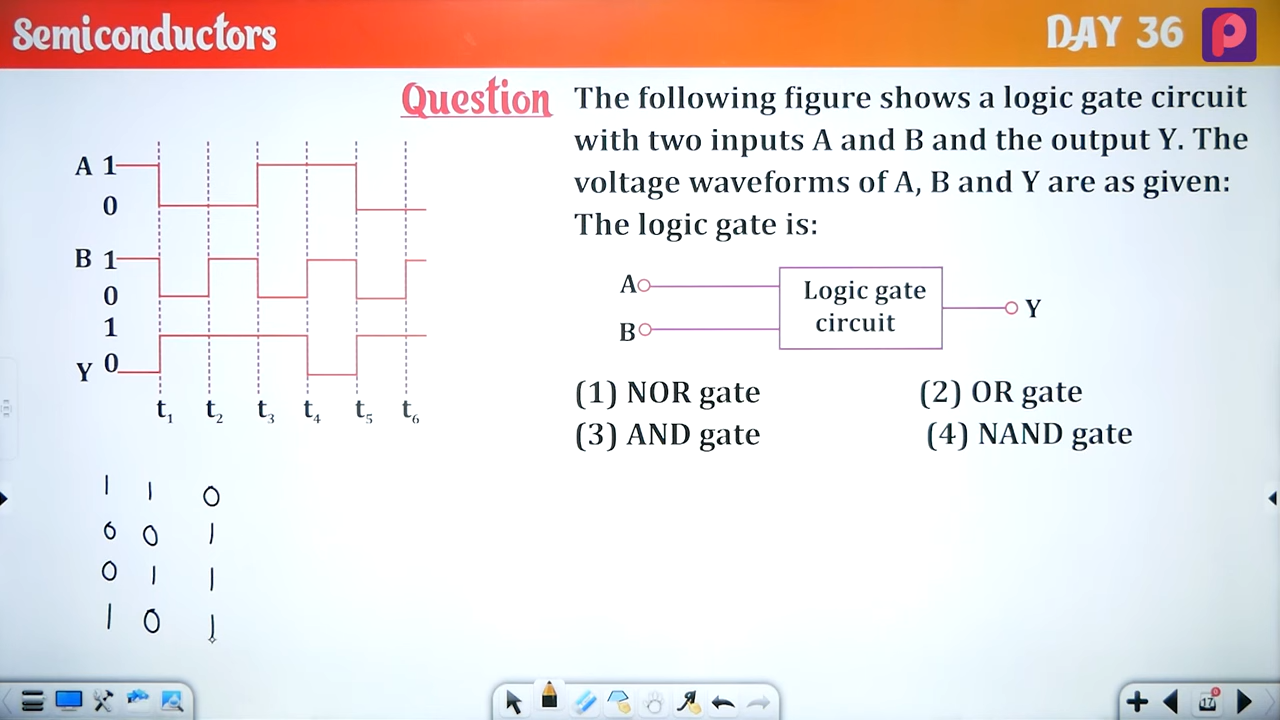 Semiconductors
DAY 36
Question
The following figure shows a logic gate circuit
with two inputs A and B and the output Y. The
voltage waveforms of A, B and Y are as given:
The logic gate is:
A 1
0
B 1
0
1
Y 0
t₁ t₂ t₃ t₄ t₅ t₆
A
B
Logic gate
circuit
Y
(1) NOR gate
(2) OR gate
(3) AND gate
(4) NAND gate
1 1 0
0 0 1
0 1 1
1 0 1
17